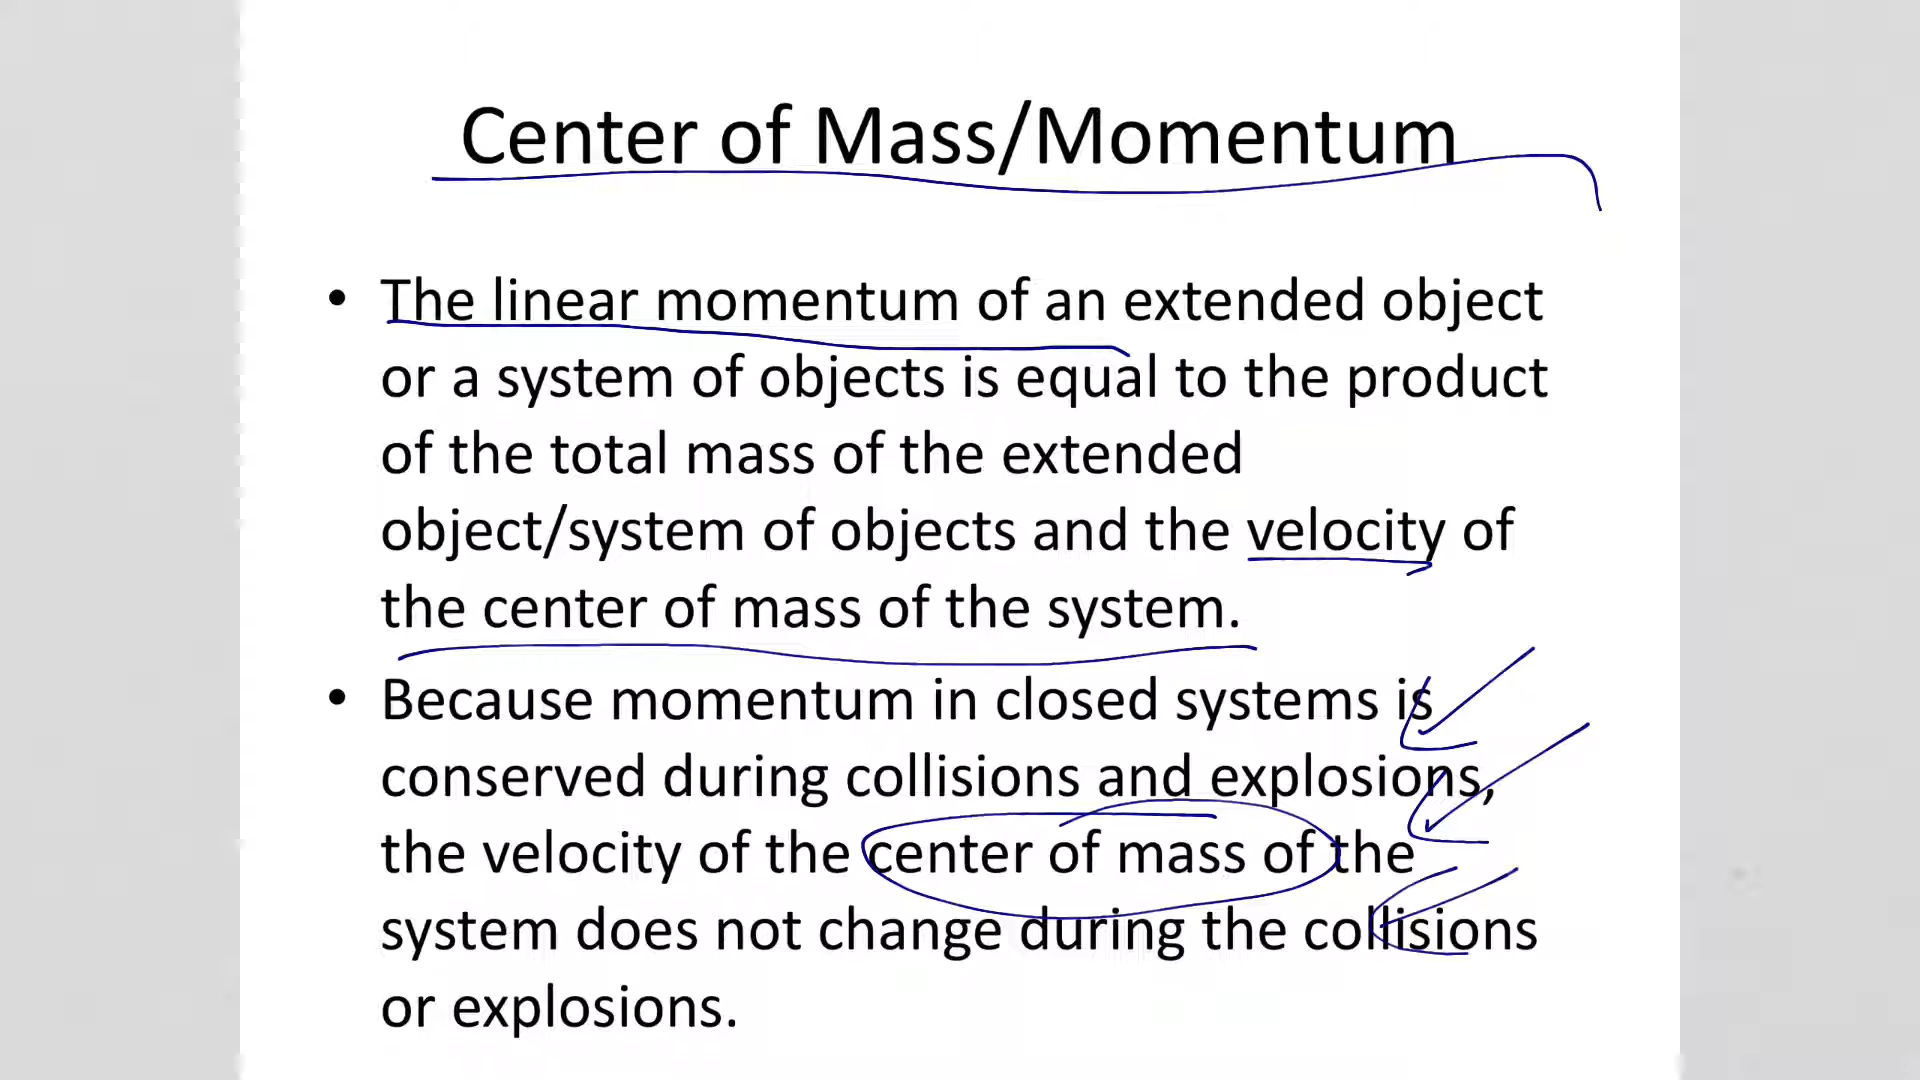 Center of Mass/Momentum
• The linear momentum of an extended object
or a system of objects is equal to the product
of the total mass of the extended
object/system of objects and the velocity of
the center of mass of the system.
• Because momentum in closed systems is
conserved during collisions and explosions,
the velocity of the center of mass of the
system does not change during the collisions
or explosions.